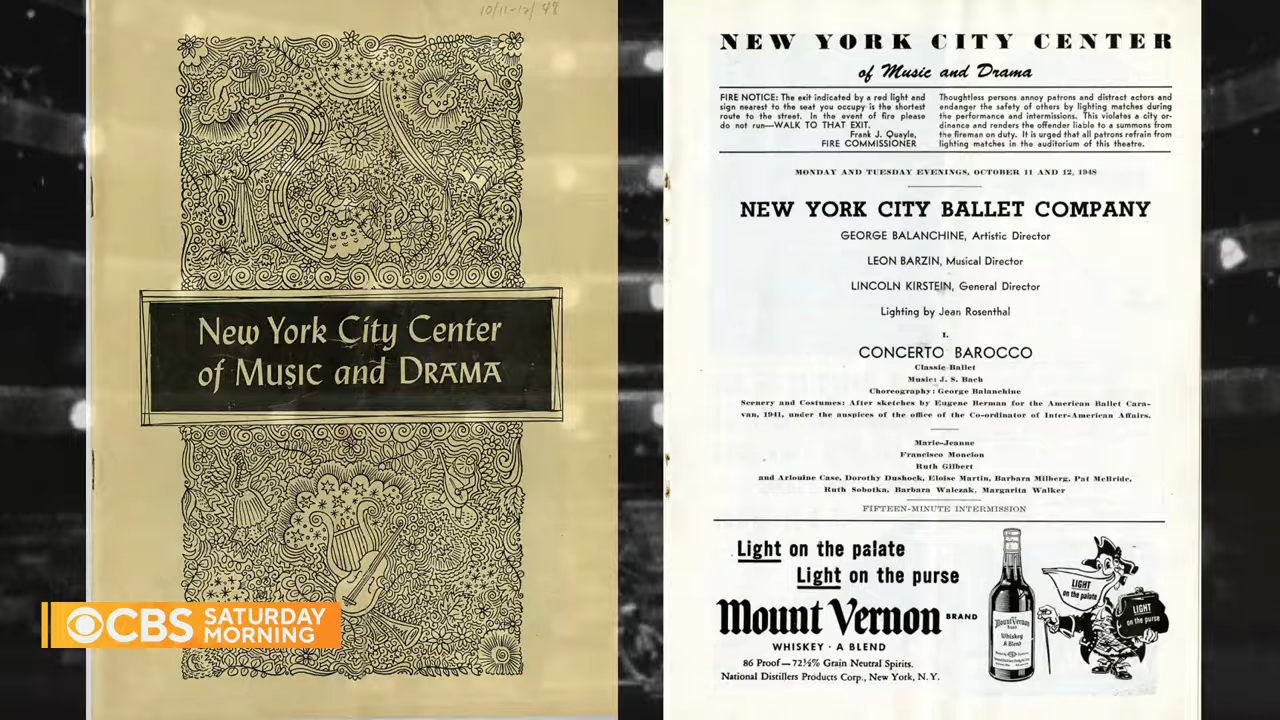 10/11-12/48
New York City Center
of Music and Drama
CBS SATURDAY
MORNING
NEW YORK CITY CENTER
of Music and Drama
FIRE NOTICE: The exit indicated by a red light and
sign nearest to the seat you occupy is the shortest
route to the street. In the event of fire please
do not run—WALK TO THAT EXIT.
Frank J. Quayle,
FIRE COMMISSIONER
Thoughtless persons annoy patrons and distract actors and
endanger the safety of others by lighting matches during
the performance and intermissions. This violates a city or-
dinance and renders the offender liable to a summons from
the fireman on duty. It is urged that all patrons refrain from
lighting matches in the auditorium of this theatre.
MONDAY AND TUESDAY EVENINGS, OCTOBER 11 AND 12, 1948
NEW YORK CITY BALLET COMPANY
GEORGE BALANCHINE, Artistic Director
LEON BARZIN, Musical Director
LINCOLN KIRSTEIN, General Director
Lighting by Jean Rosenthal
I.
CONCERTO BAROCCO
Classic Ballet
Music: J. S. Bach
Choreography: George Balanchine
Scenery and Costumes: After sketches by Eugene Berman for the American Ballet Cara-
van, 1941, under the auspices of the office of the Co-ordinator of Inter-American Affairs.
Marie-Jeanne
Francisco Moncion
Ruth Gilbert
and Arlouine Case, Dorothy Dushock, Eloise Martin, Barbara Milberg, Pat McBride,
Ruth Sobotka, Barbara Walczak, Margarita Walker
FIFTEEN-MINUTE INTERMISSION
Light on the palate
Light on the purse
Mount Vernon BRAND
WHISKEY · A BLEND
86 Proof—72½% Grain Neutral Spirits.
National Distillers Products Corp., New York, N. Y.
Mount Vernon
Whiskey
A Blend
LIGHT
on the palate
LIGHT
on the purse